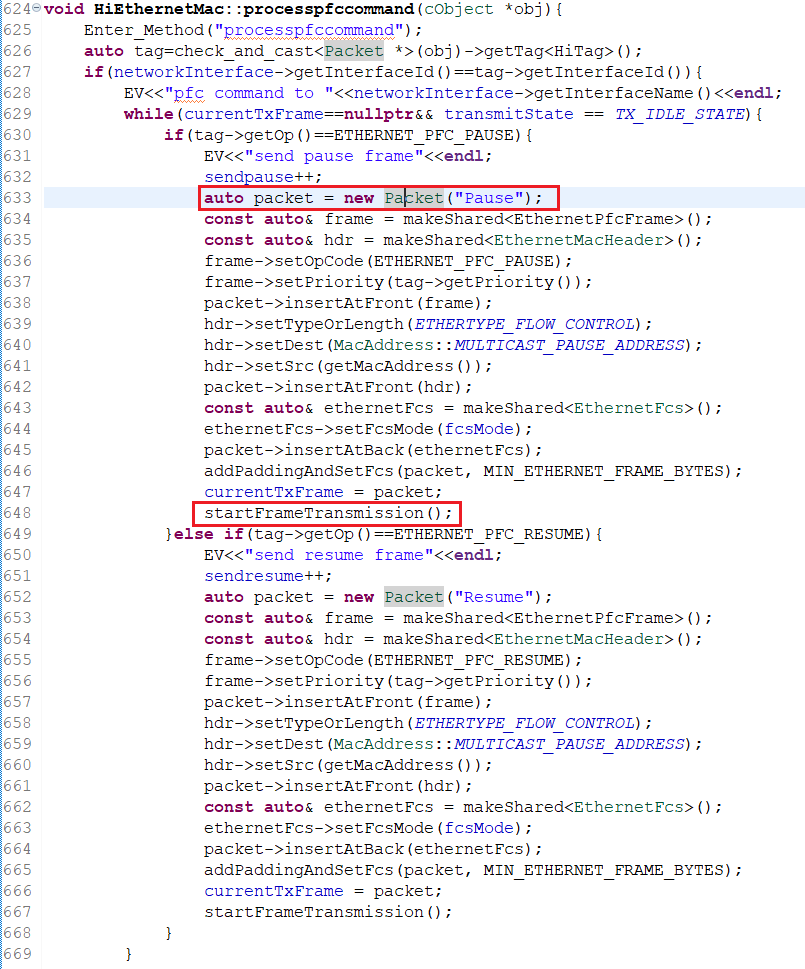 624 void HiEthernetMac::processpfccommand(cObject *obj){
625     Enter_Method("processpfccommand");
626     auto tag=check_and_cast<Packet *>(obj)->getTag<HiTag>();
627     if(networkInterface->getInterfaceId()==tag->getInterfaceId()){
628         EV<<"pfc command to "<<networkInterface->getInterfaceName()<<endl;
629         while(currentTxFrame==nullptr&& transmitState == TX_IDLE_STATE){
630             if(tag->getOp()==ETHERNET_PFC_PAUSE){
631                 EV<<"send pause frame"<<endl;
632                 sendpause++;
633                 auto packet = new Packet("Pause");
634                 const auto& frame = makeShared<EthernetPfcFrame>();
635                 const auto& hdr = makeShared<EthernetMacHeader>();
636                 frame->setOpCode(ETHERNET_PFC_PAUSE);
637                 frame->setPriority(tag->getPriority());
638                 packet->insertAtFront(frame);
639                 hdr->setTypeOrLength(ETHERTYPE_FLOW_CONTROL);
640                 hdr->setDest(MacAddress::MULTICAST_PAUSE_ADDRESS);
641                 hdr->setSrc(getMacAddress());
642                 packet->insertAtFront(hdr);
643                 const auto& ethernetFcs = makeShared<EthernetFcs>();
644                 ethernetFcs->setFcsMode(fcsMode);
645                 packet->insertAtBack(ethernetFcs);
646                 addPaddingAndSetFcs(packet, MIN_ETHERNET_FRAME_BYTES);
647                 currentTxFrame = packet;
648                 startFrameTransmission();
649             }else if(tag->getOp()==ETHERNET_PFC_RESUME){
650                 EV<<"send resume frame"<<endl;
651                 sendresume++;
652                 auto packet = new Packet("Resume");
653                 const auto& frame = makeShared<EthernetPfcFrame>();
654                 const auto& hdr = makeShared<EthernetMacHeader>();
655                 frame->setOpCode(ETHERNET_PFC_RESUME);
656                 frame->setPriority(tag->getPriority());
657                 packet->insertAtFront(frame);
658                 hdr->setTypeOrLength(ETHERTYPE_FLOW_CONTROL);
659                 hdr->setDest(MacAddress::MULTICAST_PAUSE_ADDRESS);
660                 hdr->setSrc(getMacAddress());
661                 packet->insertAtFront(hdr);
662                 const auto& ethernetFcs = makeShared<EthernetFcs>();
663                 ethernetFcs->setFcsMode(fcsMode);
664                 packet->insertAtBack(ethernetFcs);
665                 addPaddingAndSetFcs(packet, MIN_ETHERNET_FRAME_BYTES);
666                 currentTxFrame = packet;
667                 startFrameTransmission();
668             }
669         }